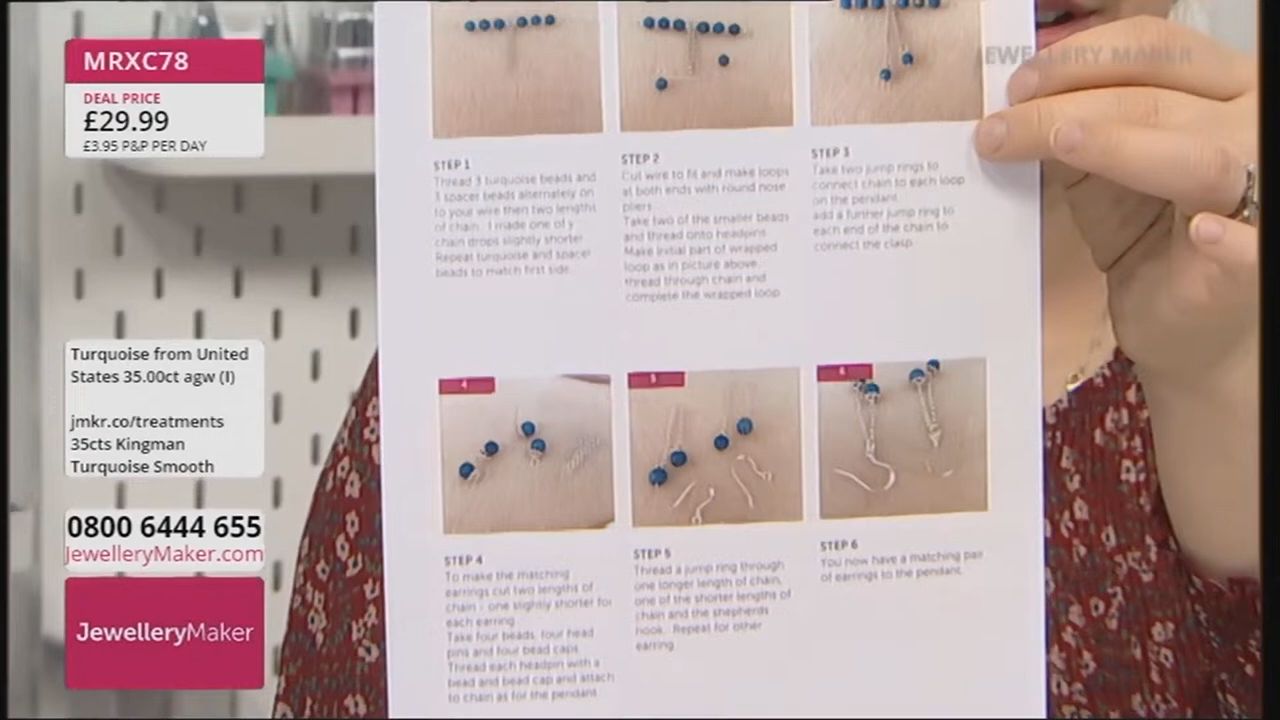 MRXC78
DEAL PRICE
£29.99
£3.95 P&P PER DAY
JEWELLERY MAKER
STEP 1
Thread 3 turquoise beads and
3 spacer beads alternately on
to your wire then two lengths
of chain. I made one of y
chain drops slightly shorter
Repeat turquoise and spacer
beads to match first side.
STEP 2
Cut wire to fit and make loops
at both ends with round nose
pliers.
Take two of the smaller beads
and thread onto headpins.
Make initial part of wrapped
loop as in picture above,
thread through chain and
complete the wrapped loop
STEP 3
Take two jump rings to
connect chain to each loop
on the pendant
add a further jump ring to
each end of the chain to
connect the clasp
Turquoise from United
States 35.00ct agw (I)
jmkr.co/treatments
35cts Kingman
Turquoise Smooth
0800 6444 655
JewelleryMaker.com
JewelleryMaker
4
5
6
STEP 4
To make the matching
earrings cut two lengths of
chain - one slightly shorter for
each earring
Take four beads, four head
pins and four bead caps
Thread each headpin with a
bead and bead cap and attach
to chain as for the pendant
STEP 5
Thread a jump ring through
one longer length of chain,
one of the shorter lengths of
chain and the shepherds
hook. Repeat for other
earring
STEP 6
You now have a matching pair
of earrings to the pendant.